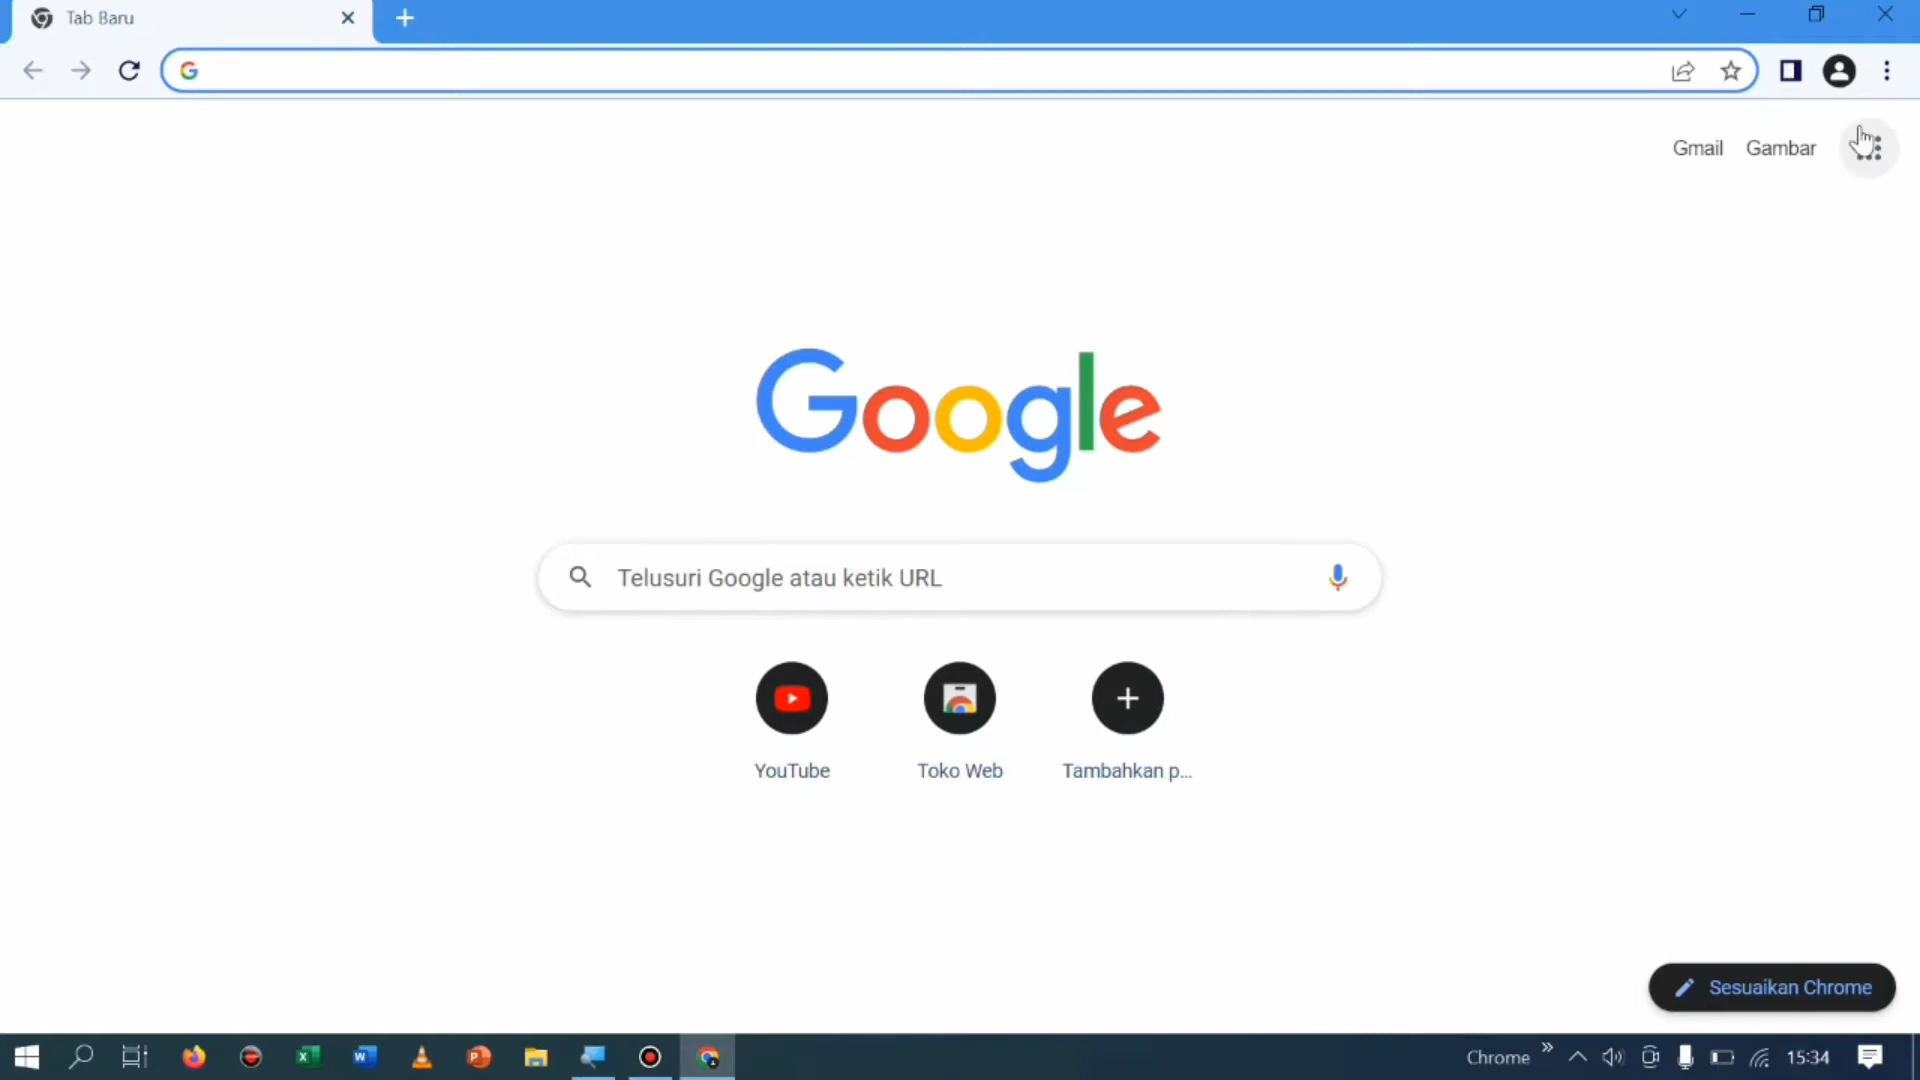 Tab Baru
Gmail Gambar
Google
Telusuri Google atau ketik URL
YouTube Toko Web Tambahkan p...
Sesuaikan Chrome
Chrome 15:34